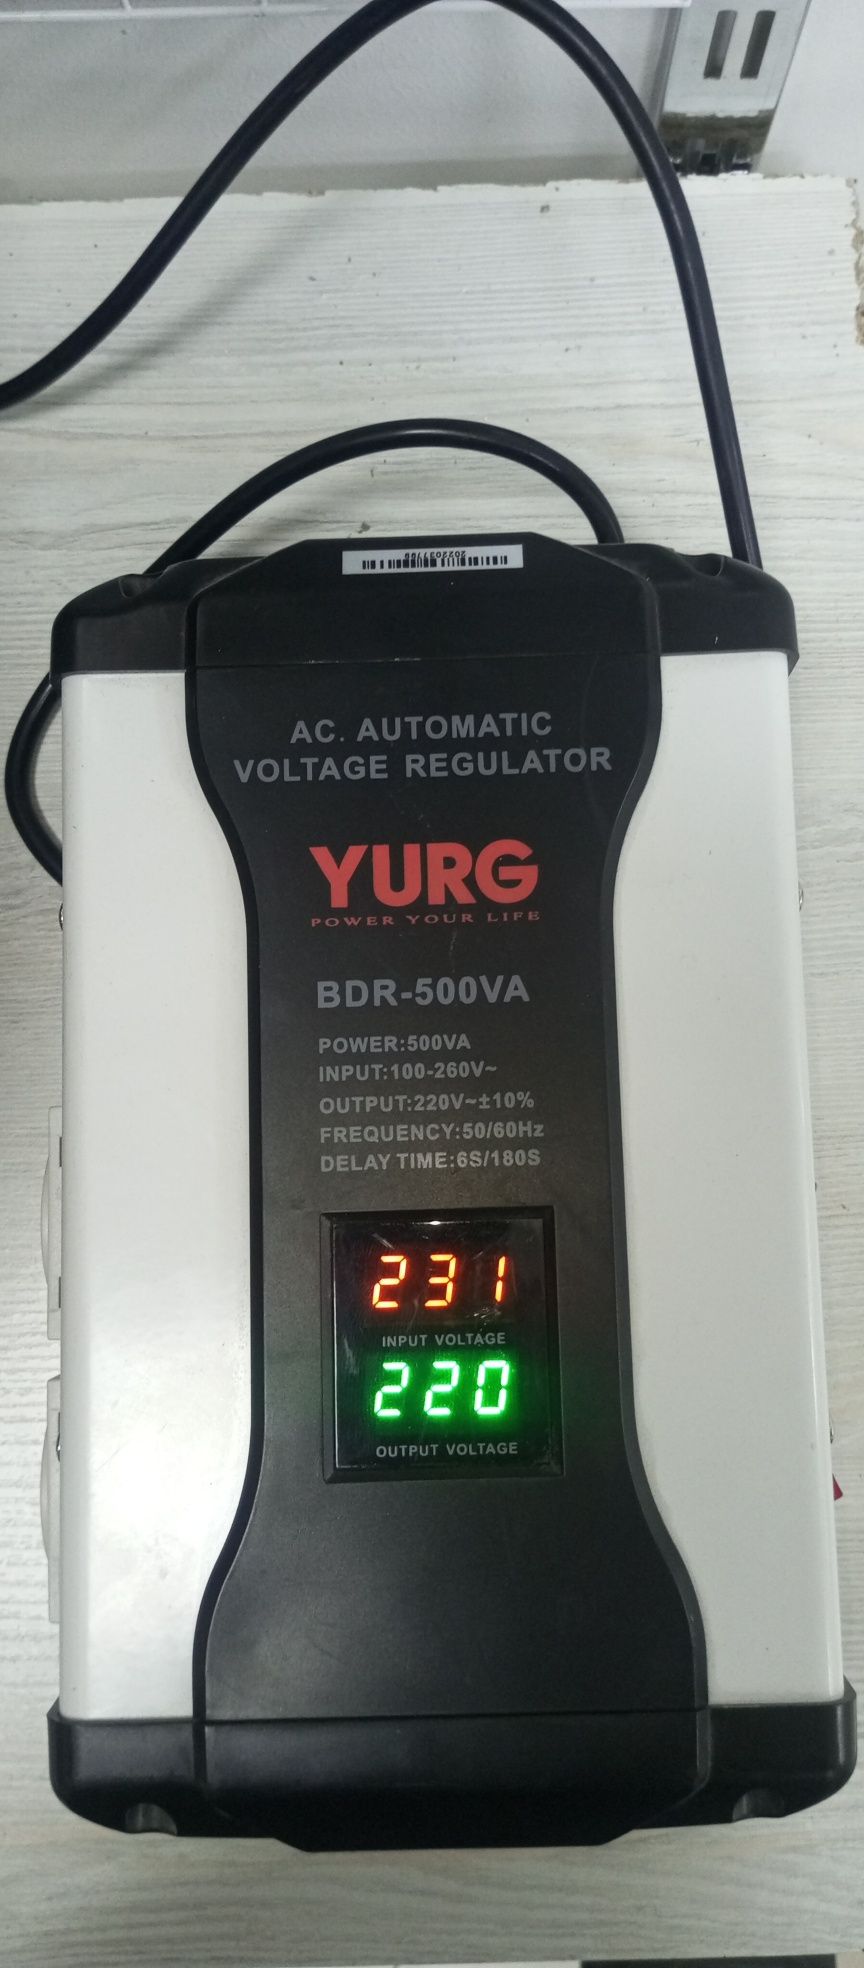 2022037766
AC. AUTOMATIC
VOLTAGE REGULATOR
YURG
POWER YOUR LIFE
BDR-500VA
POWER:500VA
INPUT:100-260V~
OUTPUT:220V~±10%
FREQUENCY:50/60Hz
DELAY TIME:6S/180S
231
INPUT VOLTAGE
220
OUTPUT VOLTAGE